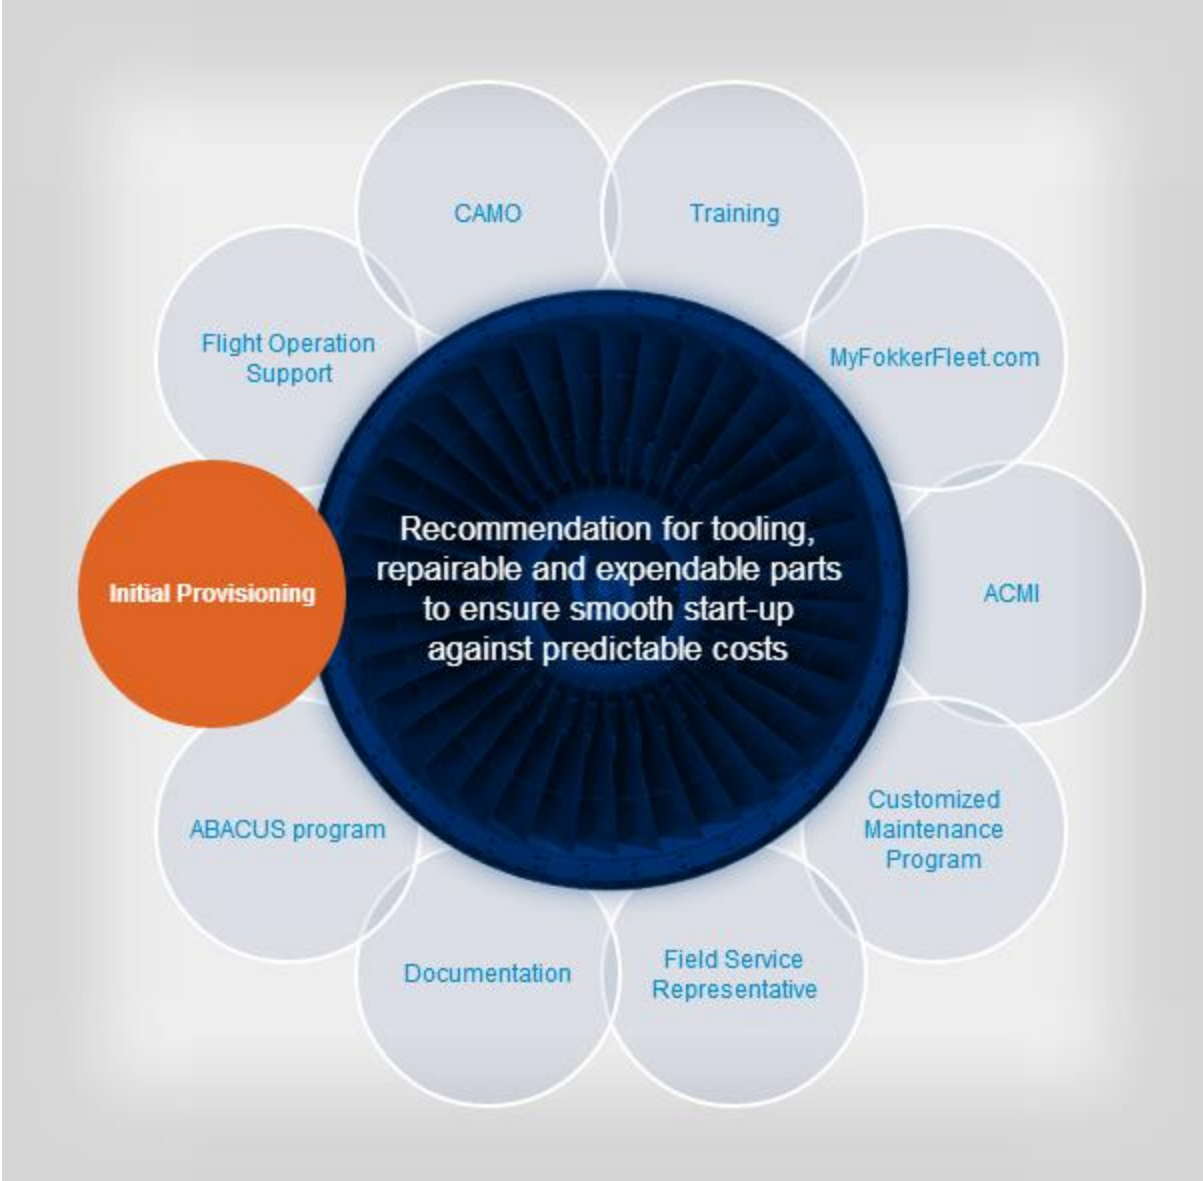 CAMO
Training
Flight Operation
Support
MyFokkerFleet.com
Initial Provisioning
Recommendation for tooling,
repairable and expendable parts
to ensure smooth start-up
against predictable costs
ACMI
ABACUS program
Customized
Maintenance
Program
Documentation
Field Service
Representative